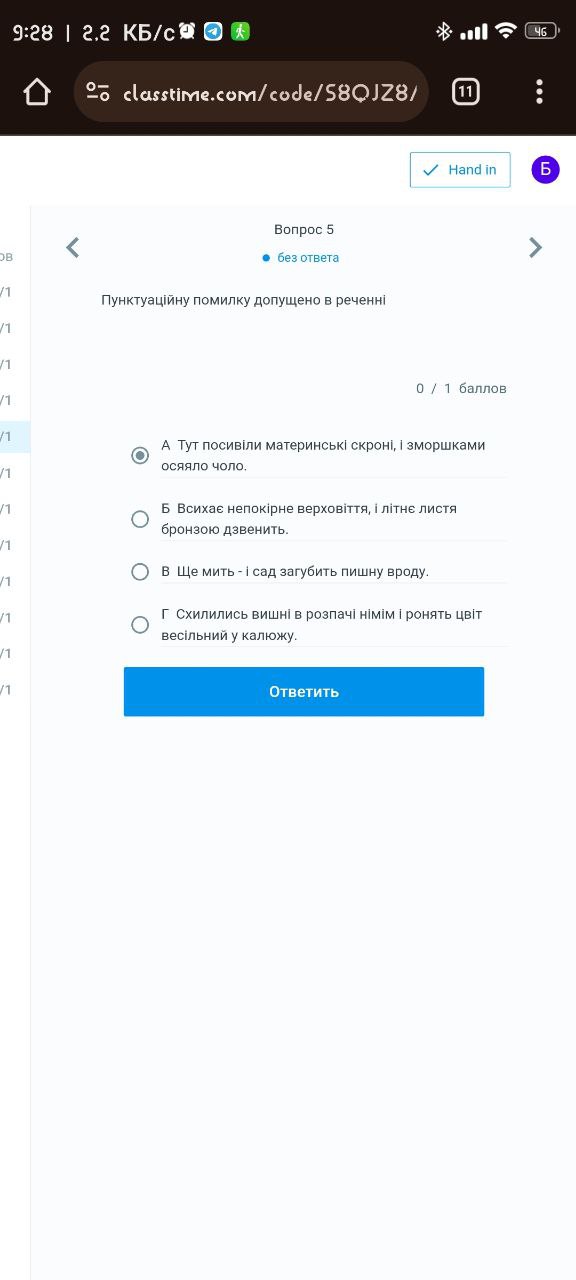 9:28 | 2.2 КБ/с
46
classtime.com/code/S8QJZ8/
11
Hand in
Б
Вопрос 5
ов
без ответа
/1
Пунктуаційну помилку допущено в реченні
/1
/1
0 / 1 баллов
/1
/1
А Тут посивіли материнські скроні, і зморшками
осяяло чоло.
/1
/1
Б Всихає непокірне верховіття, і літнє листя
бронзою дзвенить.
/1
В Ще мить - і сад загубить пишну вроду.
/1
/1
Г Схилились вишні в розпачі німім і ронять цвіт
весільний у калюжу.
/1
/1
Ответить